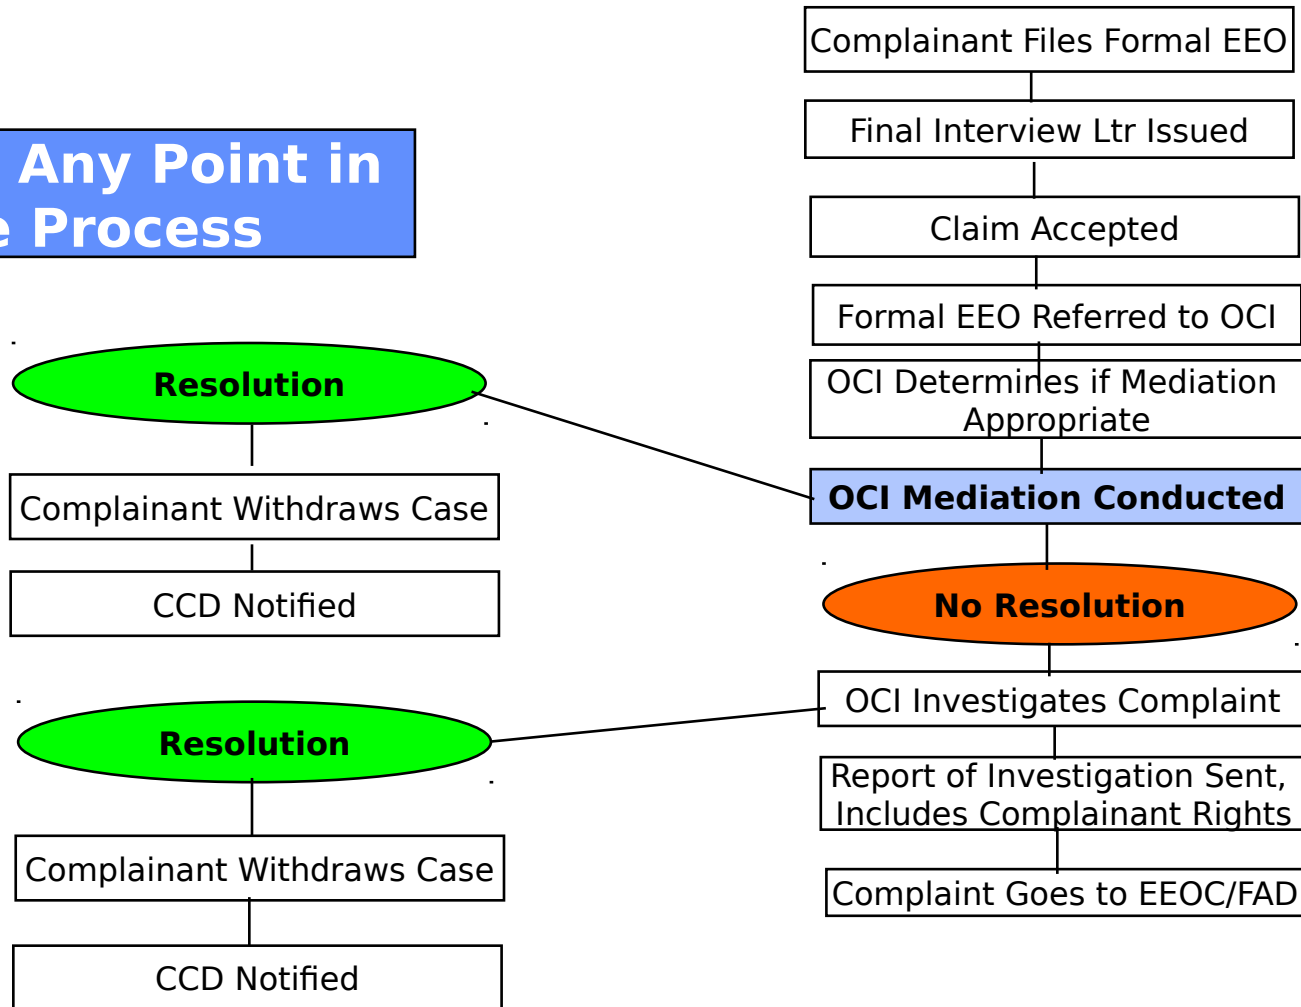 Complainant Files Formal EEO
Final Interview Ltr Issued
Any Point in
e Process
Claim Accepted
Formal EEO Referred to OCI
Resolution
OCI Determines if Mediation
Appropriate
Complainant Withdraws Case
OCI Mediation Conducted
CCD Notified
No Resolution
OCI Investigates Complaint
Resolution
Report of Investigation Sent,
Includes Complainant Rights
Complainant Withdraws Case
Complaint Goes to EEOC/FAD
CCD Notified